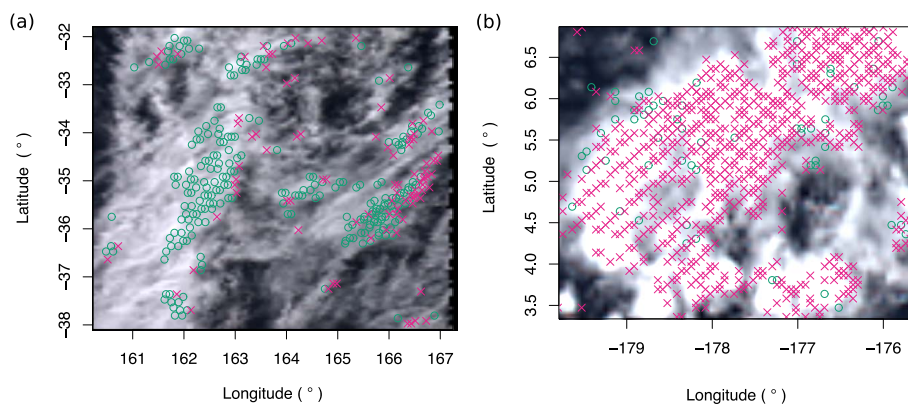 (a)
Latitude ( ° )
−32
−33
−34
−35
−36
−37
−38
161 162 163 164 165 166 167
Longitude ( ° )
(b)
Latitude ( ° )
6.5
6.0
5.5
5.0
4.5
4.0
3.5
−179 −178 −177 −176
Longitude ( ° )